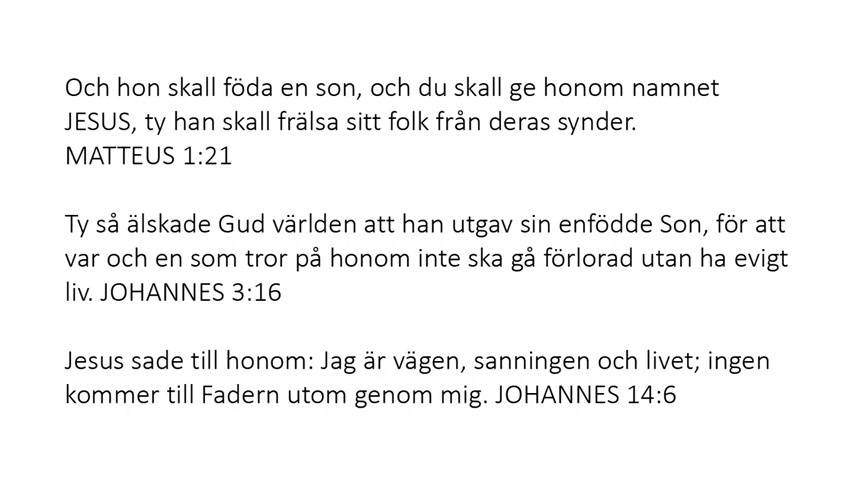 Och hon skall föda en son, och du skall ge honom namnet
JESUS, ty han skall frälsa sitt folk från deras synder.
MATTEUS 1:21
Ty så älskade Gud världen att han utgav sin enfödde Son, för att
var och en som tror på honom inte ska gå förlorad utan ha evigt
liv. JOHANNES 3:16
Jesus sade till honom: Jag är vägen, sanningen och livet; ingen
kommer till Fadern utom genom mig. JOHANNES 14:6